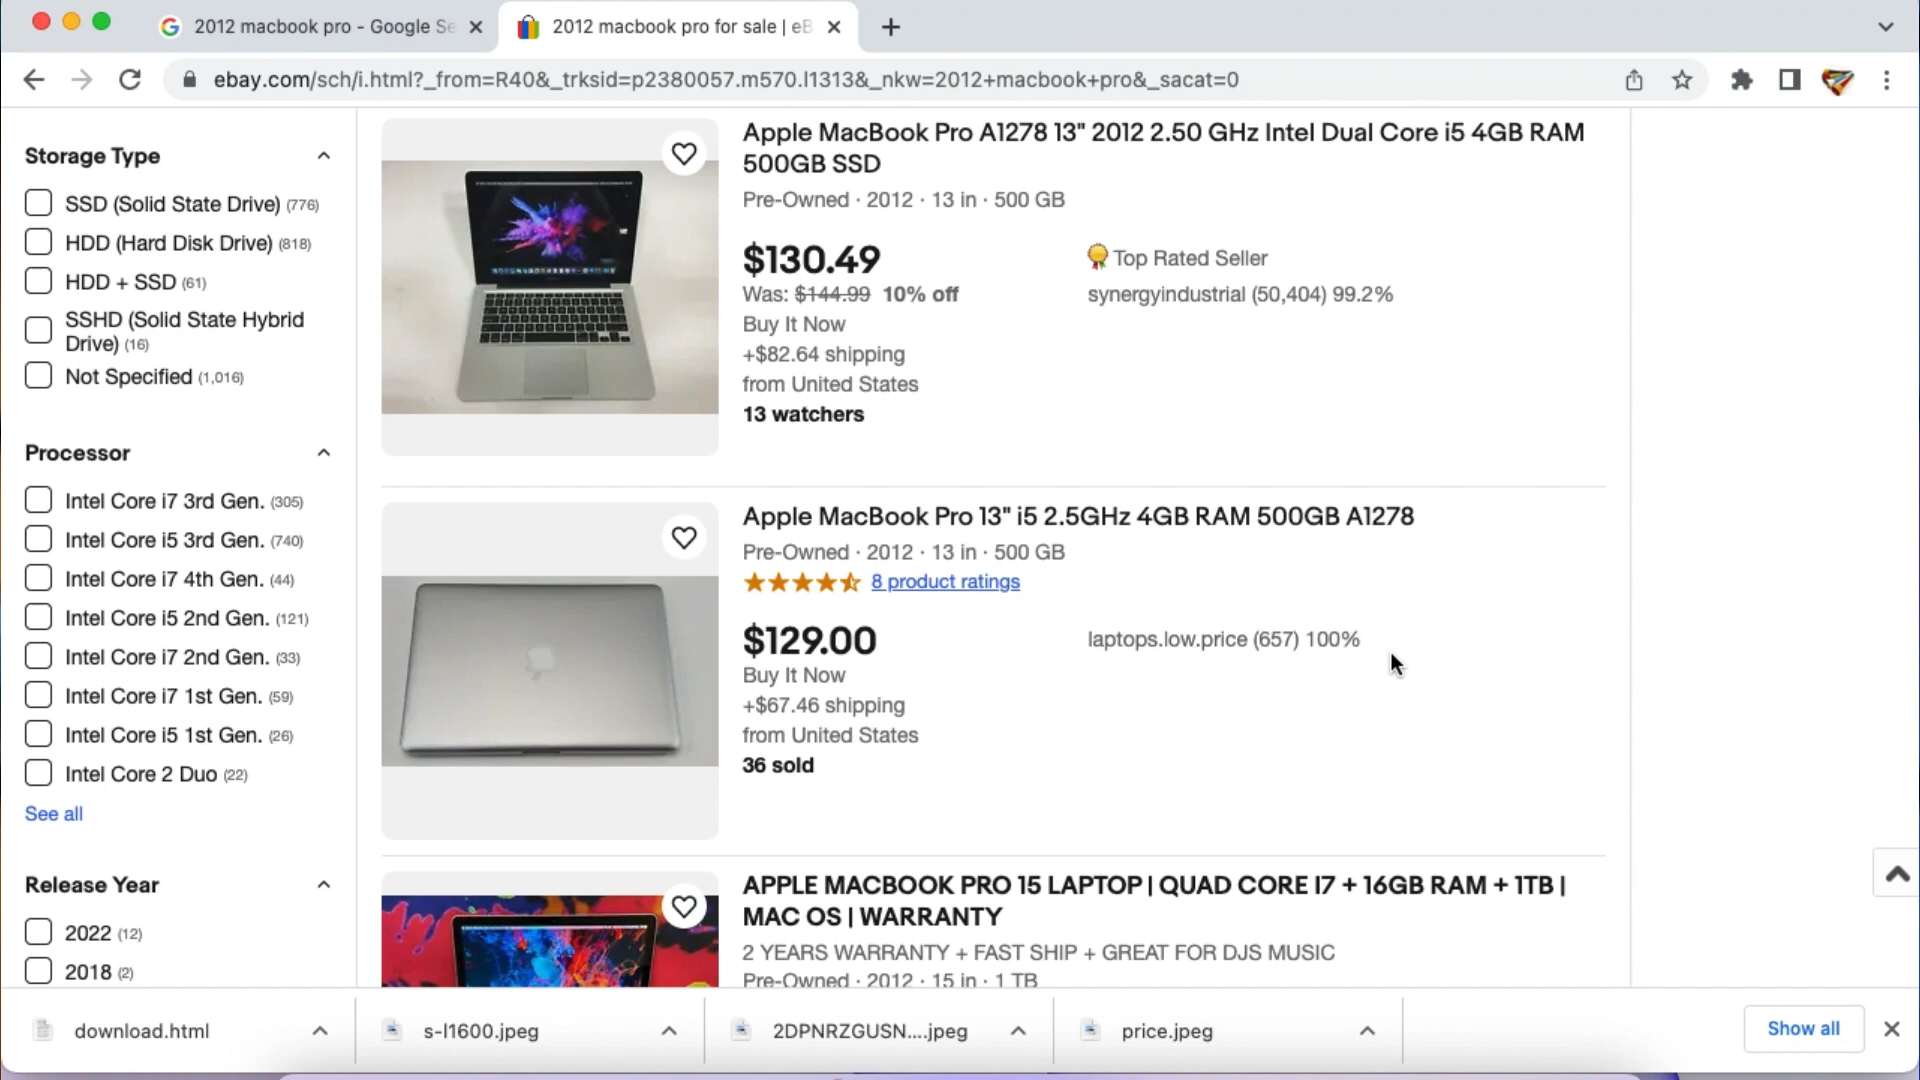 2012 macbook pro - Google Se
2012 macbook pro for sale | eB
ebay.com/sch/i.html?_from=R40&_trksid=p2380057.m570.l1313&_nkw=2012+macbook+pro&_sacat=0
Storage Type
SSD (Solid State Drive) (776)
HDD (Hard Disk Drive) (818)
HDD + SSD (61)
SSHD (Solid State Hybrid
Drive) (16)
Not Specified (1,016)
Processor
Intel Core i7 3rd Gen. (305)
Intel Core i5 3rd Gen. (740)
Intel Core i7 4th Gen. (44)
Intel Core i5 2nd Gen. (121)
Intel Core i7 2nd Gen. (33)
Intel Core i7 1st Gen. (59)
Intel Core i5 1st Gen. (26)
Intel Core 2 Duo (22)
See all
Release Year
2022 (12)
2018 (2)
Apple MacBook Pro A1278 13" 2012 2.50 GHz Intel Dual Core i5 4GB RAM
500GB SSD
Pre-Owned · 2012 · 13 in · 500 GB
$130.49
Was: $144.99 10% off
Buy It Now
+$82.64 shipping
from United States
13 watchers
Top Rated Seller
synergyindustrial (50,404) 99.2%
Apple MacBook Pro 13" i5 2.5GHz 4GB RAM 500GB A1278
Pre-Owned · 2012 · 13 in · 500 GB
8 product ratings
$129.00
Buy It Now
+$67.46 shipping
from United States
36 sold
laptops.low.price (657) 100%
APPLE MACBOOK PRO 15 LAPTOP | QUAD CORE I7 + 16GB RAM + 1TB |
MAC OS | WARRANTY
2 YEARS WARRANTY + FAST SHIP + GREAT FOR DJS MUSIC
Pre-Owned · 2012 · 15 in · 1 TB
download.html
s-l1600.jpeg
2DPNRZGUSN....jpeg
price.jpeg
Show all